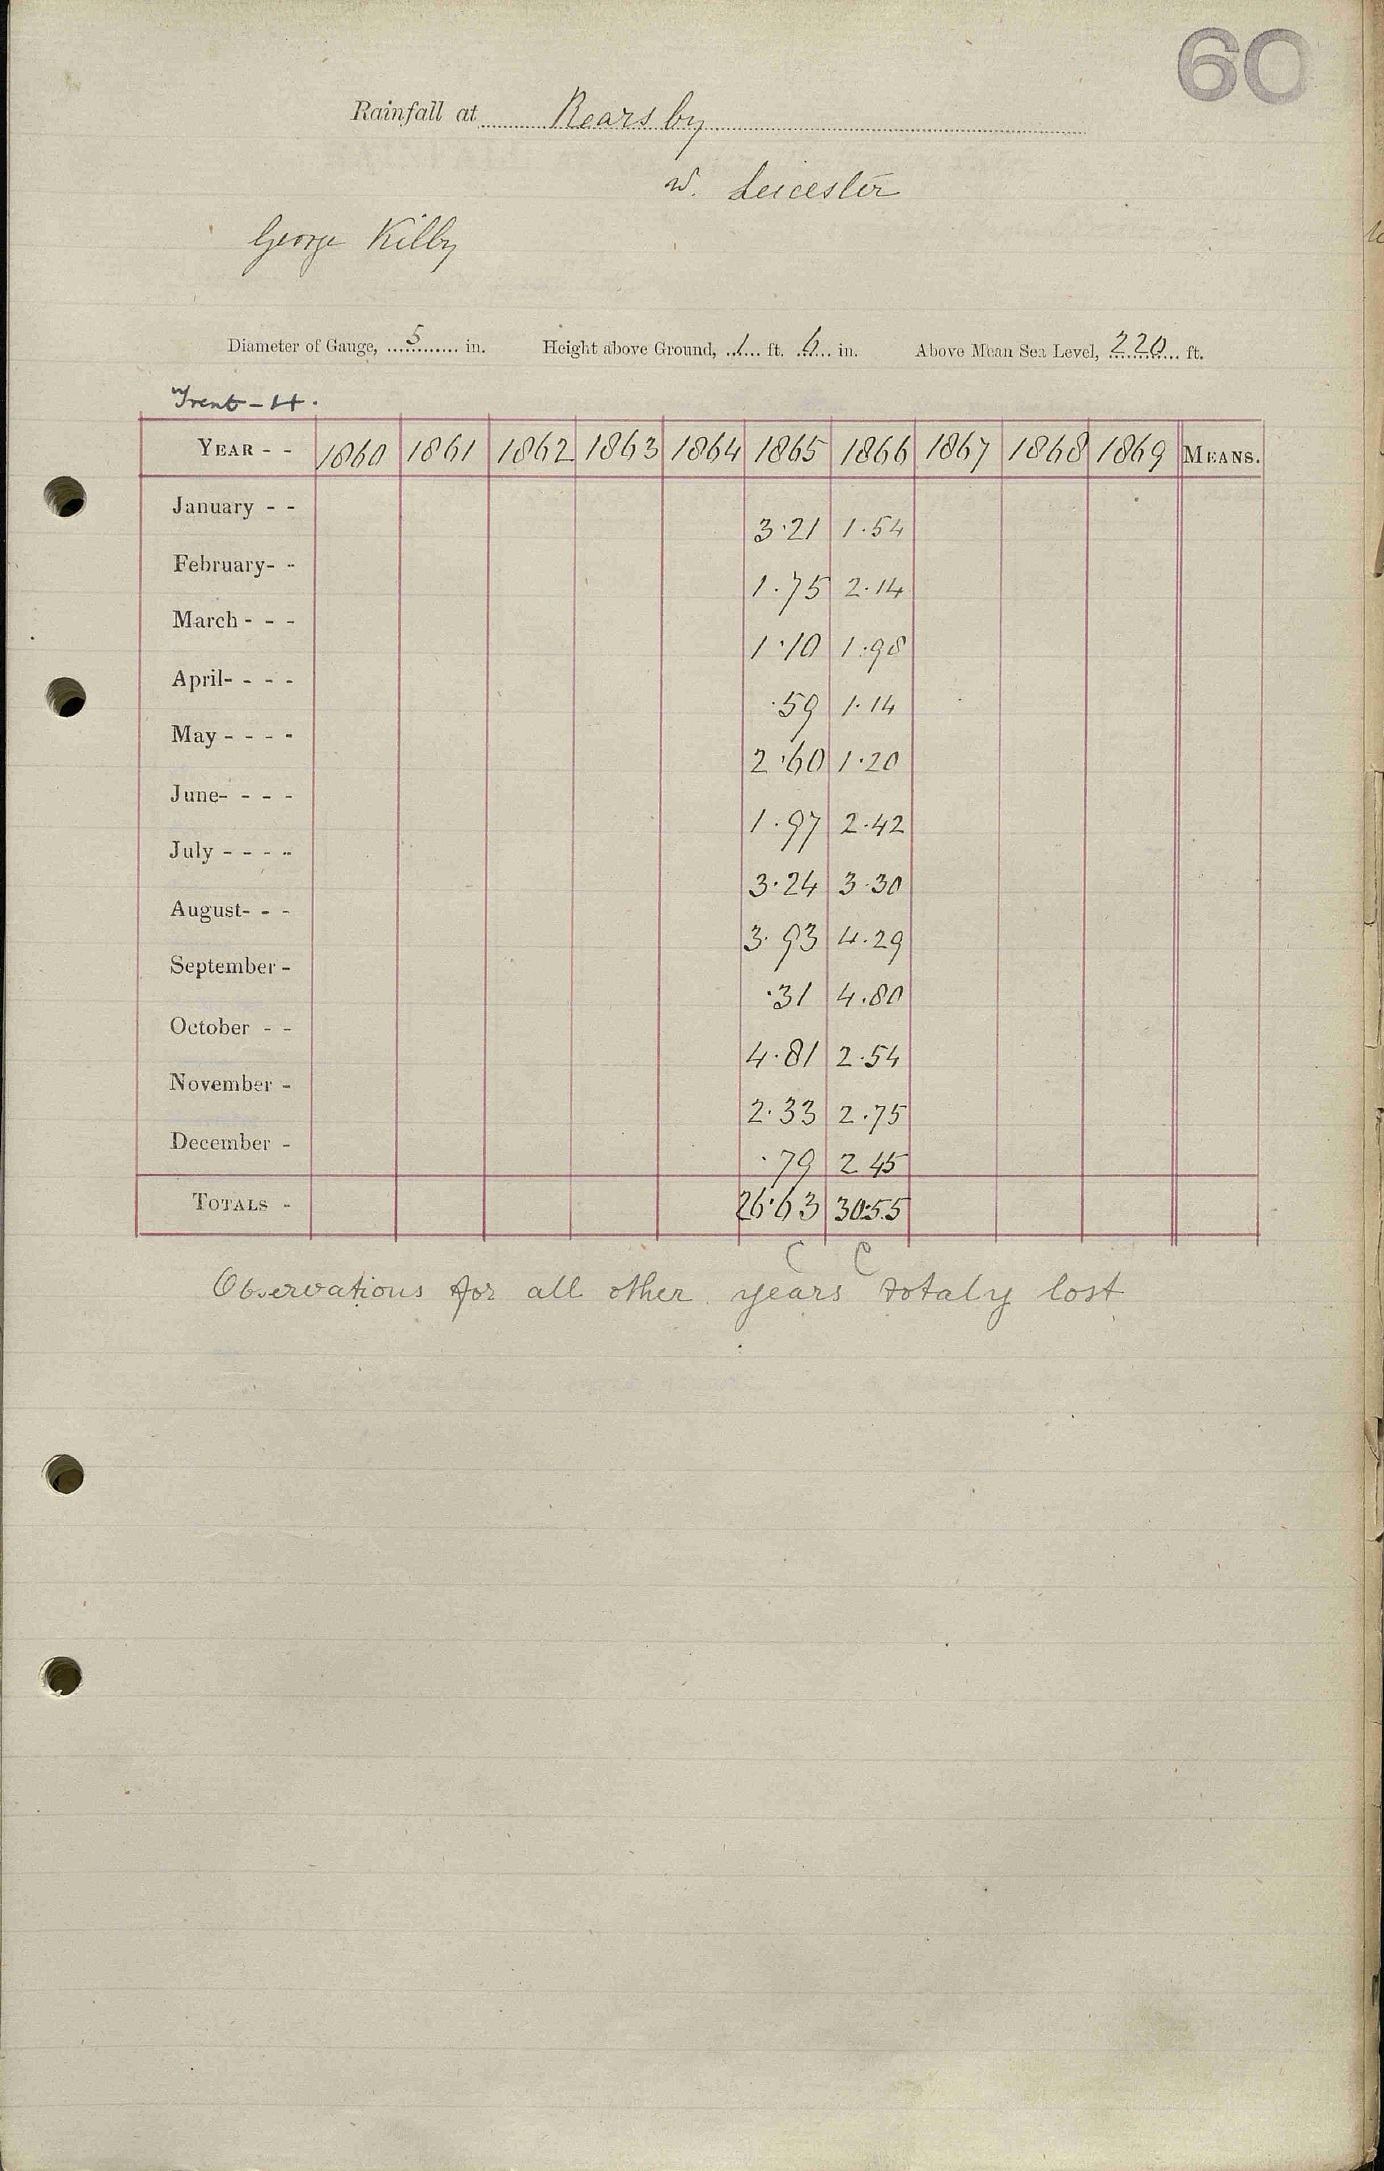 60
Rainfall at Rearsby
w. Leicester
George Kilby
Diameter of Gauge, 5 in. Height above Ground, 1 ft. 6 in. Above Mean Sea Level, 220 ft.
Trent - H.
YEAR - - 1860 1861 1862 1863 1864 1865 1866 1867 1868 1869 MEANS.
January - - 3.21 1.54
February- - 1.75 2.14
March - - - 1.10 1.98
April- - - - .59 1.14
May - - - - 2.60 1.20
June- - - - 1.97 2.42
July - - - - 3.24 3.30
August- - - 3.93 4.29
September - .31 4.80
October - - 4.81 2.54
November - 2.33 2.75
December - .79 2 45
TOTALS - 26.63 30.55
C C
Observations for all other years totaly lost